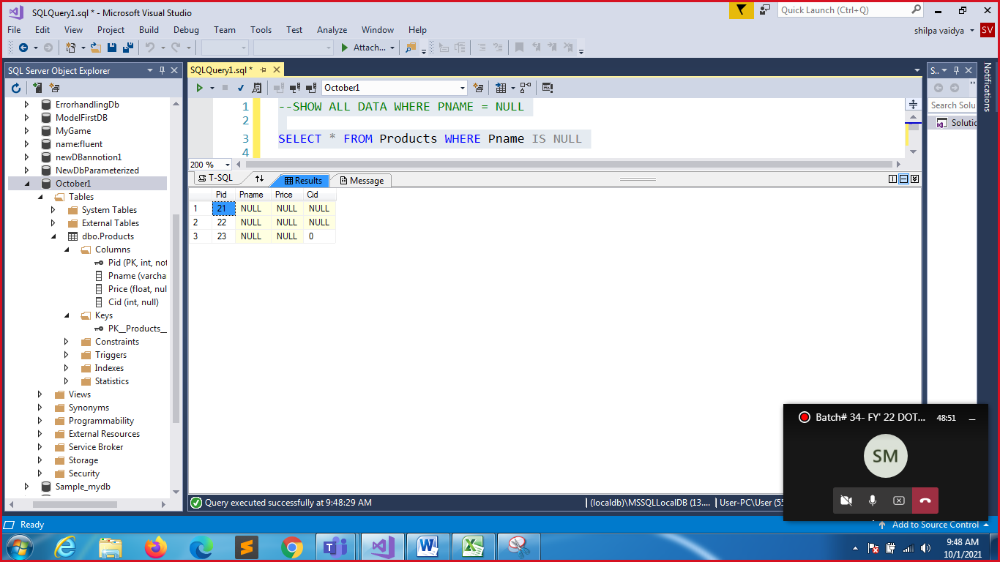 SQLQuery1.sql * - Microsoft Visual Studio
Quick Launch (Ctrl+Q)
File Edit View Project Build Debug Team Tools Test Analyze Window Help
shilpa vaidya SV
Attach...
SQL Server Object Explorer
ErrorhandlingDb
ModelFirstDB
MyGame
name:fluent
newDBannotion1
NewDbParameterized
October1
Tables
System Tables
External Tables
dbo.Products
Columns
Pid (PK, int, not
Pname (varcha
Price (float, nul
Cid (int, null)
Keys
PK__Products__
Constraints
Triggers
Indexes
Statistics
Views
Synonyms
Programmability
External Resources
Service Broker
Storage
Security
Sample_mydb
SQLQuery1.sql *
October1
1 --SHOW ALL DATA WHERE PNAME = NULL
2
3 SELECT * FROM Products WHERE Pname IS NULL
4
200 %
T-SQL Results Message
Pid Pname Price Cid
1 21 NULL NULL NULL
2 22 NULL NULL NULL
3 23 NULL NULL 0
Query executed successfully at 9:48:29 AM
(localdb)\MSSQLLocalDB (13....
User-PC\User (55
S..
Search Solu
Solutio
Notifications
Batch# 34- FY' 22 DOT... 48:51
SM
Ready
Add to Source Control
9:48 AM
10/1/2021